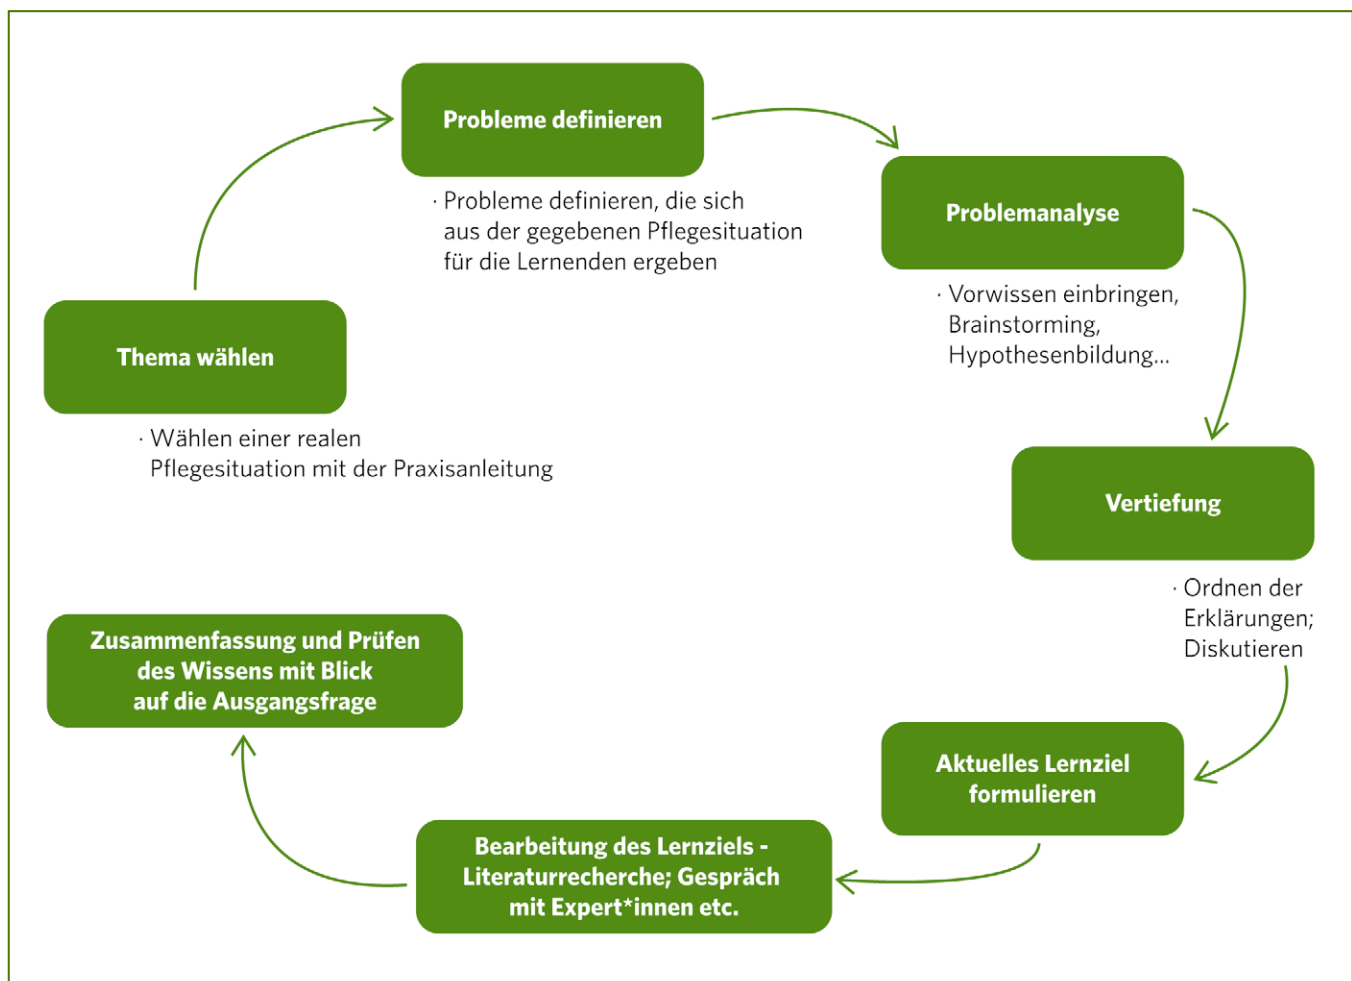 Thema wählen
· Wählen einer realen
Pflegesituation mit der Praxisanleitung
Probleme definieren
· Probleme definieren, die sich
aus der gegebenen Pflegesituation
für die Lernenden ergeben
Problemanalyse
· Vorwissen einbringen,
Brainstorming,
Hypothesenbildung...
Vertiefung
· Ordnen der
Erklärungen;
Diskutieren
Aktuelles Lernziel
formulieren
Bearbeitung des Lernziels -
Literaturrecherche; Gespräch
mit Expert*innen etc.
Zusammenfassung und Prüfen
des Wissens mit Blick
auf die Ausgangsfrage